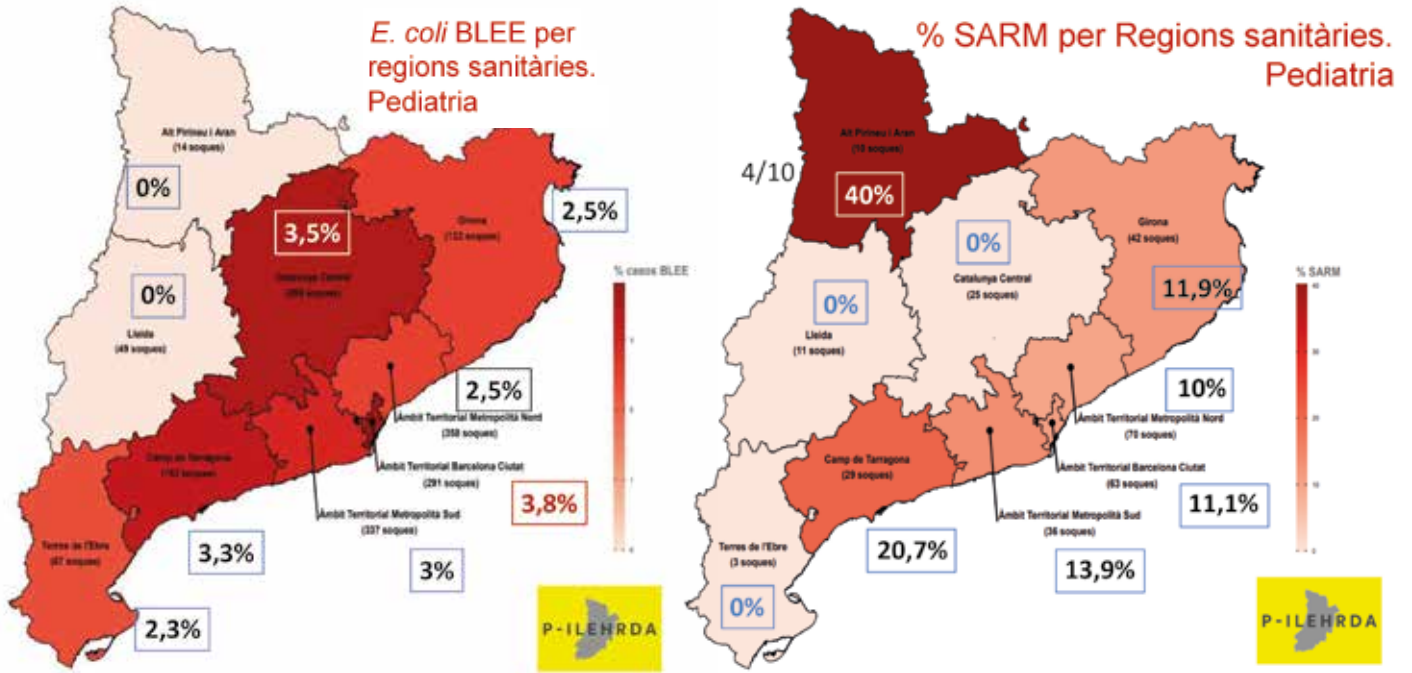 E. coli BLEE per
regions sanitàries.
Pediatria
Alt Pirineu i Aran
(14 soques)
0%
3,5%
Catalunya Central
Girona
2,5%
0%
Lleida
(49 soques)
% casos BLEE
2,5%
Àmbit Territorial Metropolità Nord
(358 soques)
Àmbit Territorial Barcelona Ciutat
(291 soques)
3,8%
Àmbit Territorial Metropolità Sud
(337 soques)
Camp de Tarragona
3,3%
3%
Terres de l'Ebre
2,3%
P-ILEHRDA
% SARM per Regions sanitàries.
Pediatria
Alt Pirineu i Aran
(10 soques)
4/10
40%
0%
Catalunya Central
(25 soques)
Girona
(42 soques)
11,9%
% SARM
40
30
20
10
0
0%
Lleida
(11 soques)
10%
Àmbit Territorial Metropolità Nord
(70 soques)
Àmbit Territorial Barcelona Ciutat
(63 soques)
11,1%
Àmbit Territorial Metropolità Sud
(36 soques)
13,9%
Camp de Tarragona
(29 soques)
20,7%
Terres de l'Ebre
(3 soques)
0%
P-ILEHRDA